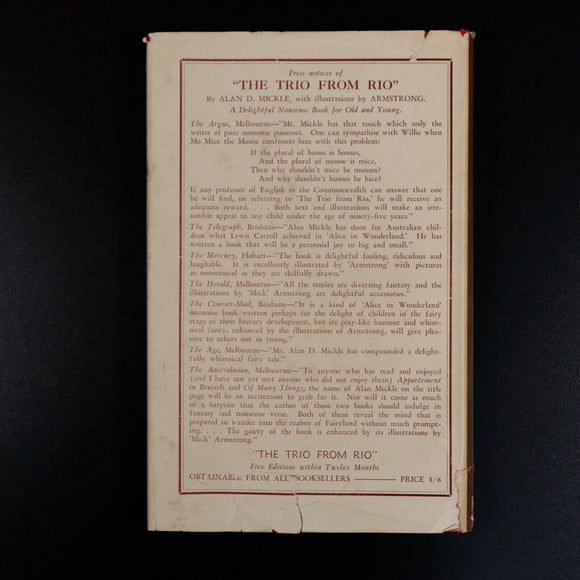 Press notices of
"THE TRIO FROM RIO"
By ALAN D. MICKLE, with illustrations by ARMSTRONG.
A Delightful Nonsense Book for Old and Young.
The Argus, Melbourne—"Mr. Mickle has that touch which only the
writer of pure nonsense possesses. One can sympathise with Willie when
Mo Mice the Mouse confronts him with this problem:
If the plural of house is houses,
And the plural of mouse is mice,
Then why shouldn't mice be mouses?
And why shouldn't houses be hice?
If any professor of English in the Commonwealth can answer that one
he will find, on referring to 'The Trio from Rio,' he will receive an
adequate reward. . . . Both text and illustrations will make an irre-
sistible appeal to any child under the age of ninety-five years."
The Telegraph, Brisbane—"Alan Mickle has done for Australian child-
ren what Lewis Carroll achieved in 'Alice in Wonderland.' He has
written a book that will be a perennial joy to big and small."
The Mercury, Hobart—"The book is delightful fooling, ridiculous and
laughable. It is excellently illustrated by 'Armstrong' with pictures
as nonsensical as they are skilfully drawn."
The Herald, Melbourne—"All the stories are diverting fantasy and the
illustrations by 'Mick' Armstrong are delightful accessories."
The Courier-Mail, Brisbane—"It is a kind of 'Alice in Wonderland'
nonsense book written perhaps for the delight of children in the fairy
stage of their literary development, but its pixy-like humour and whim-
sical fancy, enhanced by the illustrations of Armstrong, will give plea-
sure to others not so young."
The Age, Melbourne—"Mr. Alan D. Mickle has compounded a delight-
fully whimsical fairy tale."
The Australasian, Melbourne—"To anyone who has read and enjoyed
(and I have not yet met anyone who did not enjoy them) Appartement
in Brussels and Of Many Things, the name of Alan Mickle on the title
page will be an incitement to grab for it. Nor will it come as much
of a surprise that the author of those two books should indulge in
fantasy and nonsense verse. Both of them reveal the mind that is
prepared to wander into the realms of Fairyland without much prompt-
ing. . . . The gaiety of the book is enhanced by its illustrations by
'Mick' Armstrong."
"THE TRIO FROM RIO"
Five Editions within Twelve Months
OBTAINABLE FROM ALL BOOKSELLERS ——— PRICE 8/6